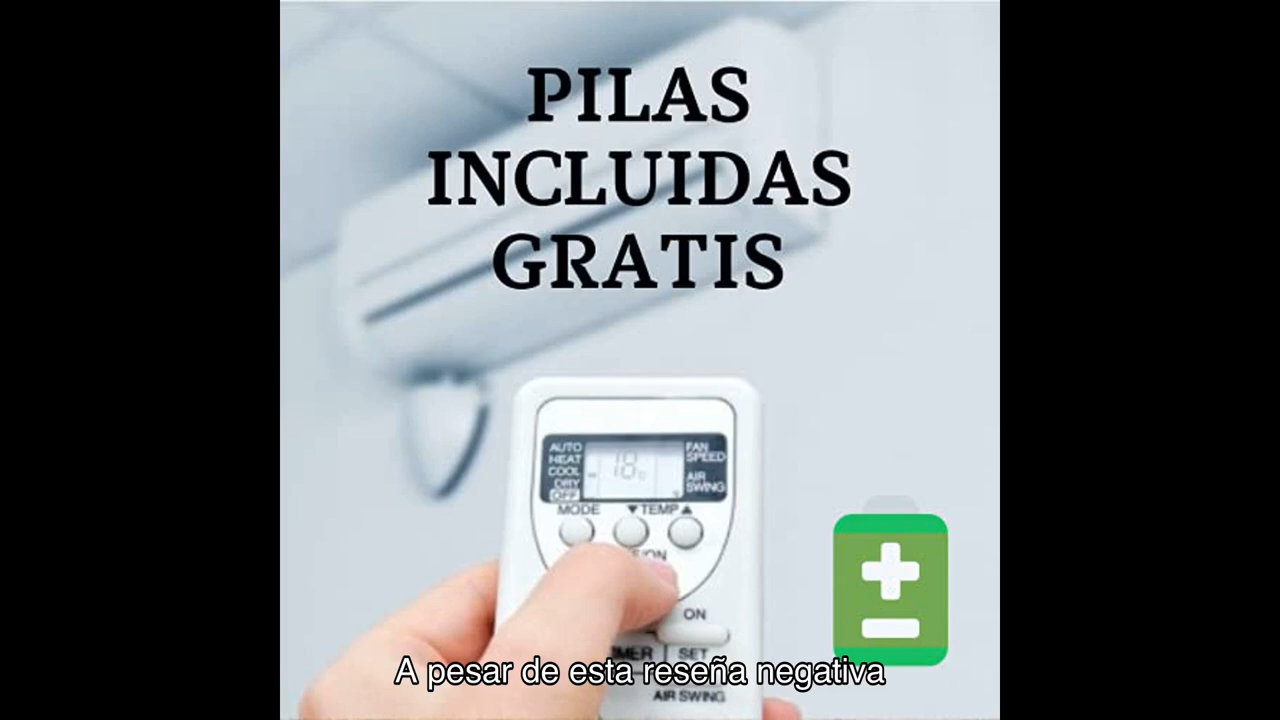 PILAS
INCLUIDAS
GRATIS
AUTO
HEAT
COOL
DRY
OFF
18
FAN
SPEED
AIR
SWING
MODE
▼TEMP▲
ON
SET
AIR SWING
A pesar de esta reseña negativa